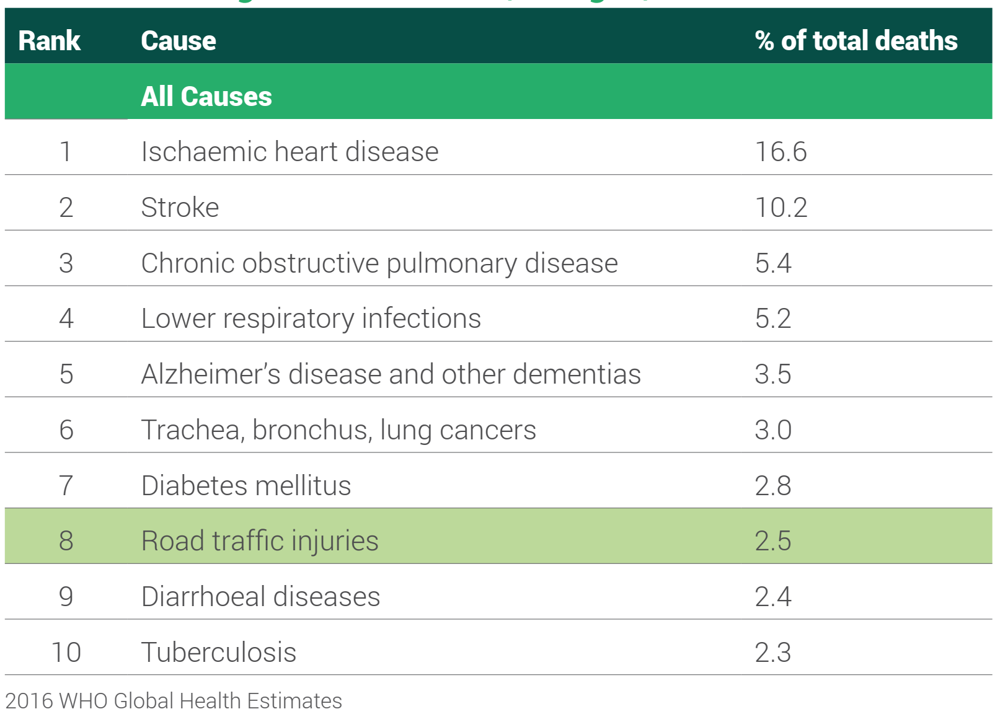 Rank Cause % of total deaths
All Causes
1 Ischaemic heart disease 16.6
2 Stroke 10.2
3 Chronic obstructive pulmonary disease 5.4
4 Lower respiratory infections 5.2
5 Alzheimer’s disease and other dementias 3.5
6 Trachea, bronchus, lung cancers 3.0
7 Diabetes mellitus 2.8
8 Road traffic injuries 2.5
9 Diarrhoeal diseases 2.4
10 Tuberculosis 2.3
2016 WHO Global Health Estimates